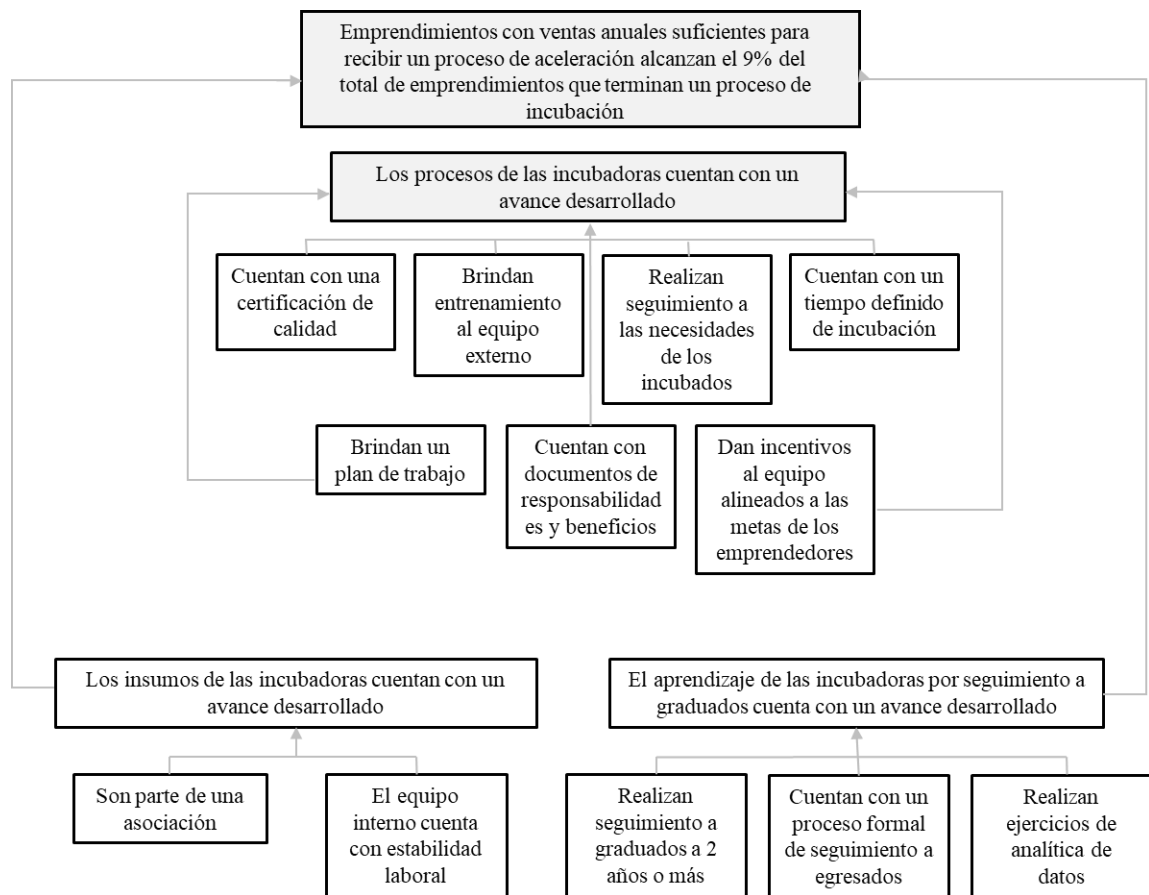 Emprendimientos con ventas anuales suficientes para
recibir un proceso de aceleración alcanzan el 9% del
total de emprendimientos que terminan un proceso de
incubación
Los procesos de las incubadoras cuentan con un
avance desarrollado
Cuentan con una
certificación de
calidad
Brindan
entrenamiento
al equipo
externo
Realizan
seguimiento a
las necesidades
de los
incubados
Cuentan con un
tiempo definido
de incubación
Brindan un
plan de trabajo
Cuentan con
documentos de
responsabilidad
es y beneficios
Dan incentivos
al equipo
alineados a las
metas de los
emprendedores
Los insumos de las incubadoras cuentan con un
avance desarrollado
El aprendizaje de las incubadoras por seguimiento a
graduados cuenta con un avance desarrollado
Son parte de una
asociación
El equipo
interno cuenta
con estabilidad
laboral
Realizan
seguimiento a
graduados a 2
años o más
Cuentan con un
proceso formal
de seguimiento a
egresados
Realizan
ejercicios de
analítica de
datos